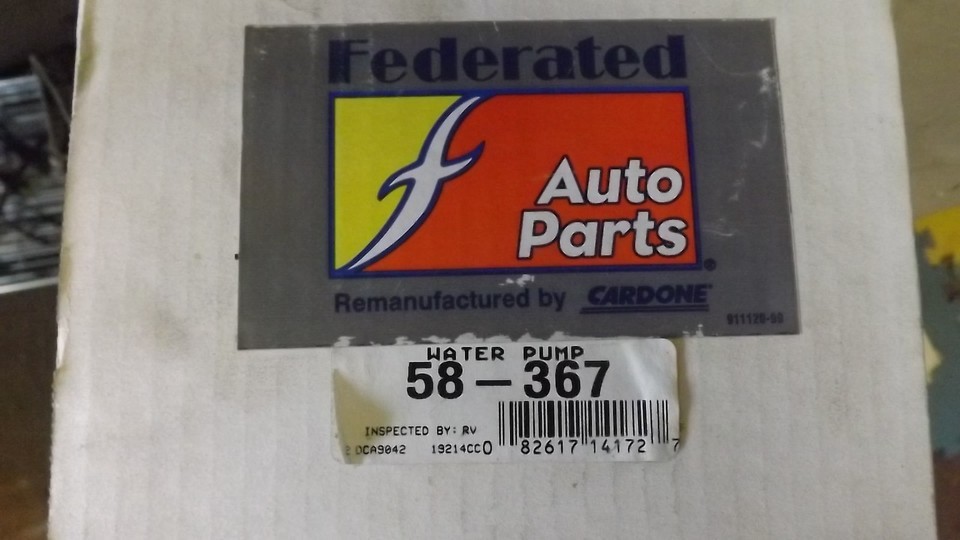 Federated
f
Auto
Parts
®
Remanufactured by CARDONE®
911128-50
WATER PUMP
58-367
INSPECTED BY: RV
DCA9042 19214CC
0 82617 14172 7